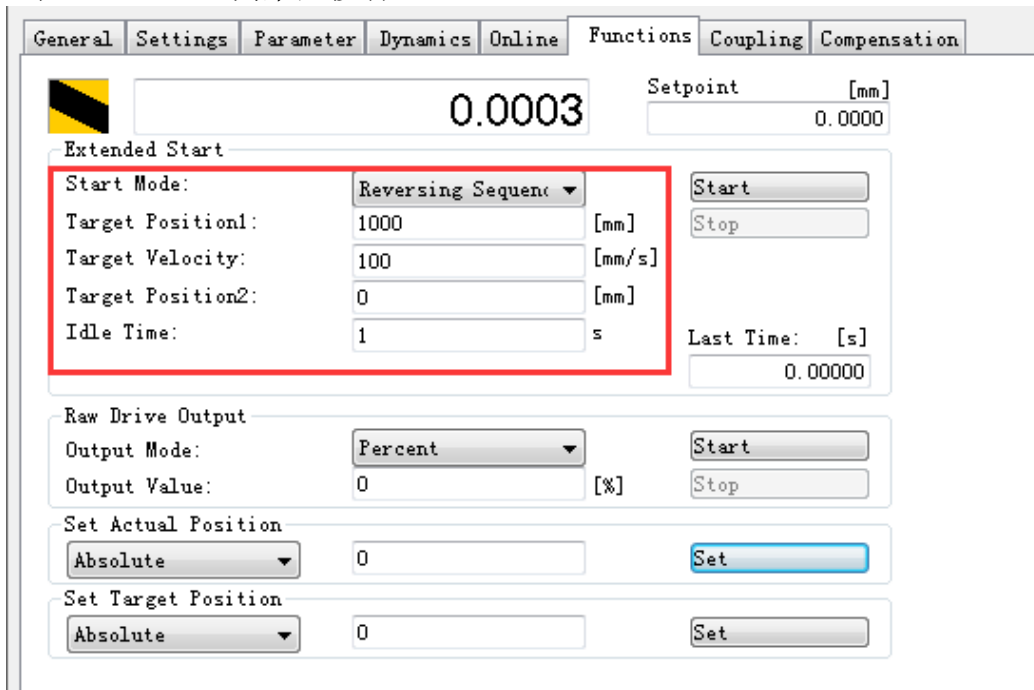 General Settings Parameter Dynamics Online Functions Coupling Compensation
0.0003
Setpoint [mm]
0.0000
Extended Start
Start Mode: Reversing Sequenc Start
Target Position1: 1000 [mm] Stop
Target Velocity: 100 [mm/s]
Target Position2: 0 [mm]
Idle Time: 1 s
Last Time: [s]
0.00000
Raw Drive Output
Output Mode: Percent Start
Output Value: 0 [%] Stop
Set Actual Position
Absolute 0 Set
Set Target Position
Absolute 0 Set